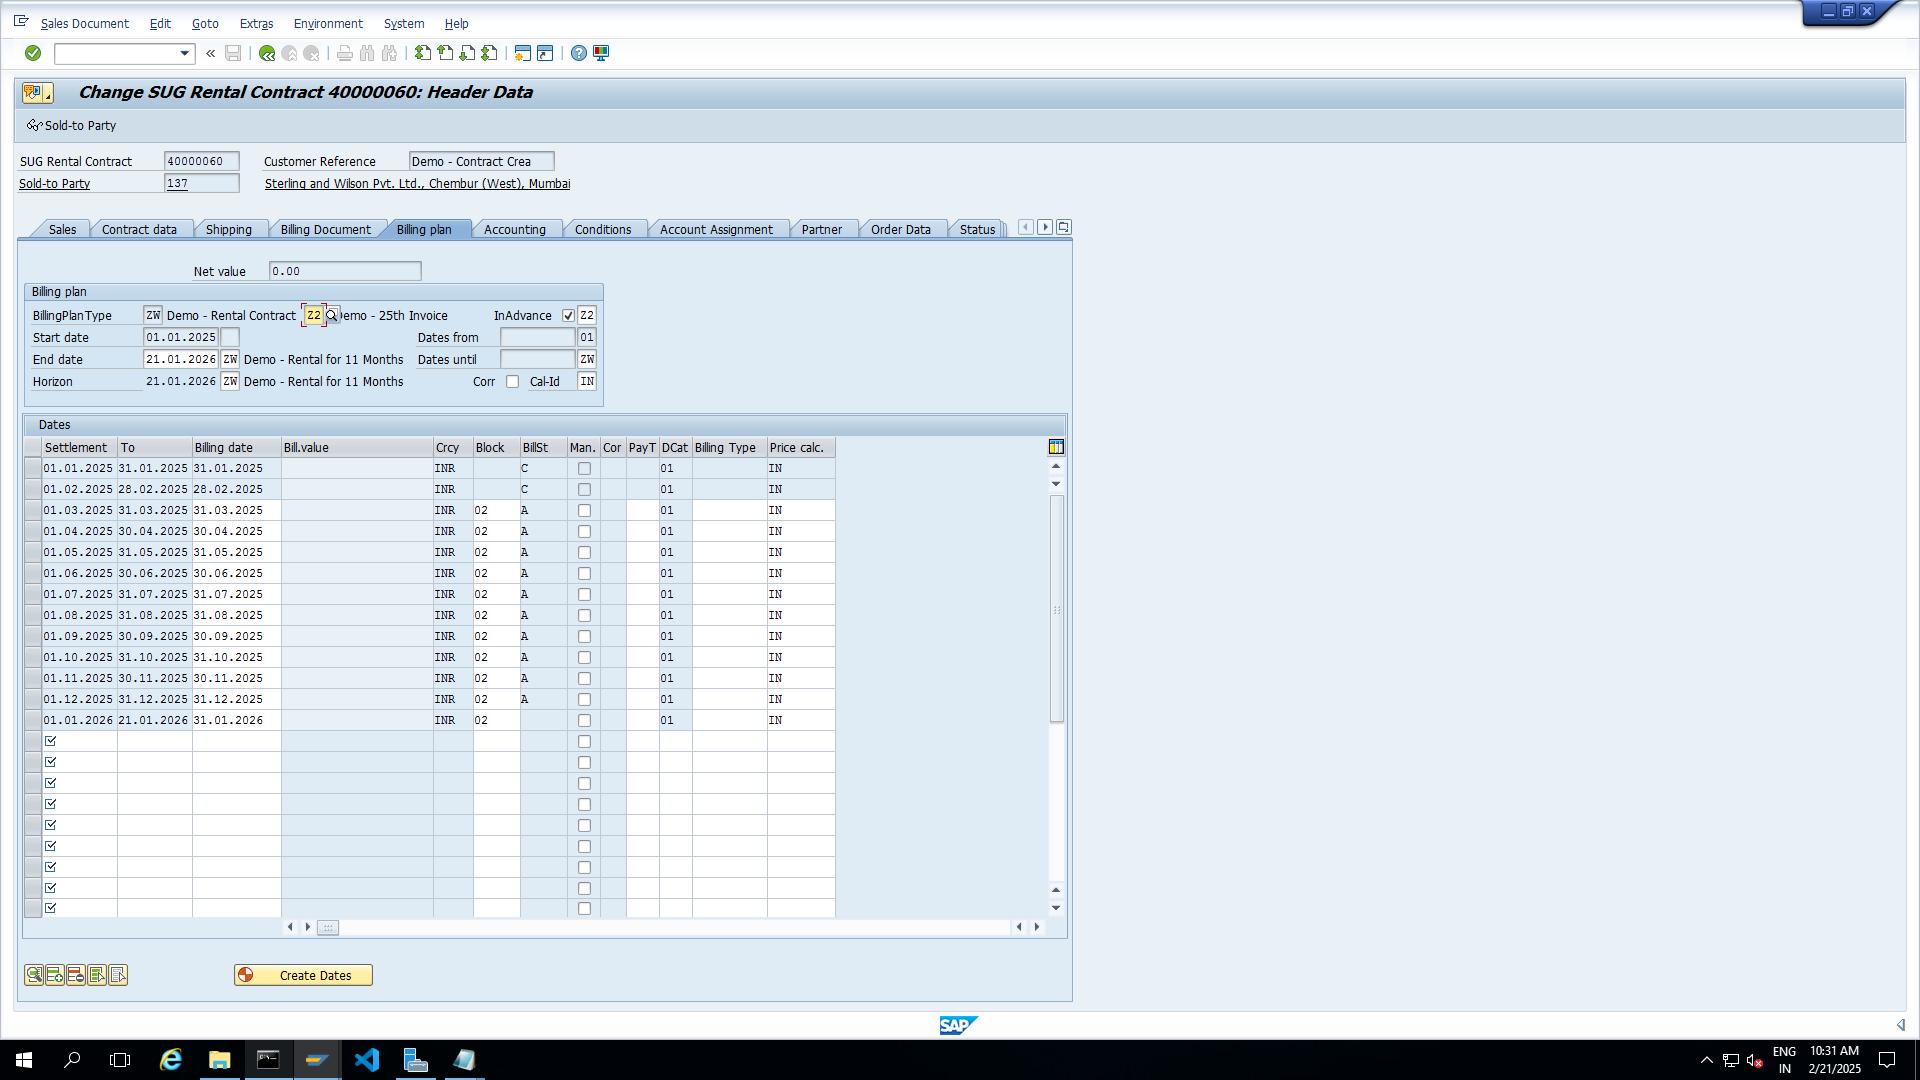 Sales Document Edit Goto Extras Environment System Help
Change SUG Rental Contract 40000060: Header Data
Sold-to Party
SUG Rental Contract 40000060 Customer Reference Demo - Contract Crea
Sold-to Party 137 Sterling and Wilson Pvt. Ltd., Chembur (West), Mumbai
Sales Contract data Shipping Billing Document Billing plan Accounting Conditions Account Assignment Partner Order Data Status
Net value 0.00
Billing plan
BillingPlanType ZW Demo - Rental Contract Z2 emo - 25th Invoice InAdvance Z2
Start date 01.01.2025 Dates from 01
End date 21.01.2026 ZW Demo - Rental for 11 Months Dates until ZW
Horizon 21.01.2026 ZW Demo - Rental for 11 Months Corr Cal-Id IN
Dates
Settlement To Billing date Bill.value Crcy Block BillSt Man. Cor PayT DCat Billing Type Price calc.
01.01.2025 31.01.2025 31.01.2025 INR C 01 IN
01.02.2025 28.02.2025 28.02.2025 INR C 01 IN
01.03.2025 31.03.2025 31.03.2025 INR 02 A 01 IN
01.04.2025 30.04.2025 30.04.2025 INR 02 A 01 IN
01.05.2025 31.05.2025 31.05.2025 INR 02 A 01 IN
01.06.2025 30.06.2025 30.06.2025 INR 02 A 01 IN
01.07.2025 31.07.2025 31.07.2025 INR 02 A 01 IN
01.08.2025 31.08.2025 31.08.2025 INR 02 A 01 IN
01.09.2025 30.09.2025 30.09.2025 INR 02 A 01 IN
01.10.2025 31.10.2025 31.10.2025 INR 02 A 01 IN
01.11.2025 30.11.2025 30.11.2025 INR 02 A 01 IN
01.12.2025 31.12.2025 31.12.2025 INR 02 A 01 IN
01.01.2026 21.01.2026 31.01.2026 INR 02 01 IN
Create Dates
SAP
ENG 10:31 AM
IN 2/21/2025